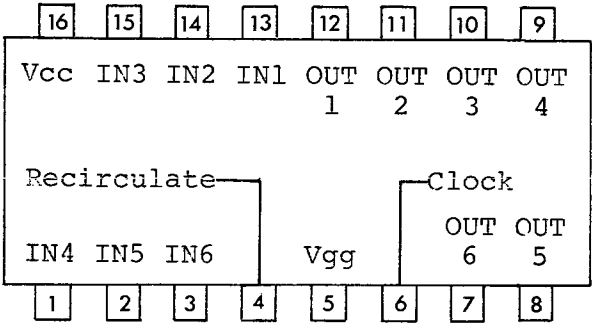 16 15 14 13 12 11 10 9
Vcc IN3 IN2 IN1 OUT OUT OUT OUT
1 2 3 4
Recirculate Clock
OUT OUT
IN4 IN5 IN6 Vgg 6 5
1 2 3 4 5 6 7 8